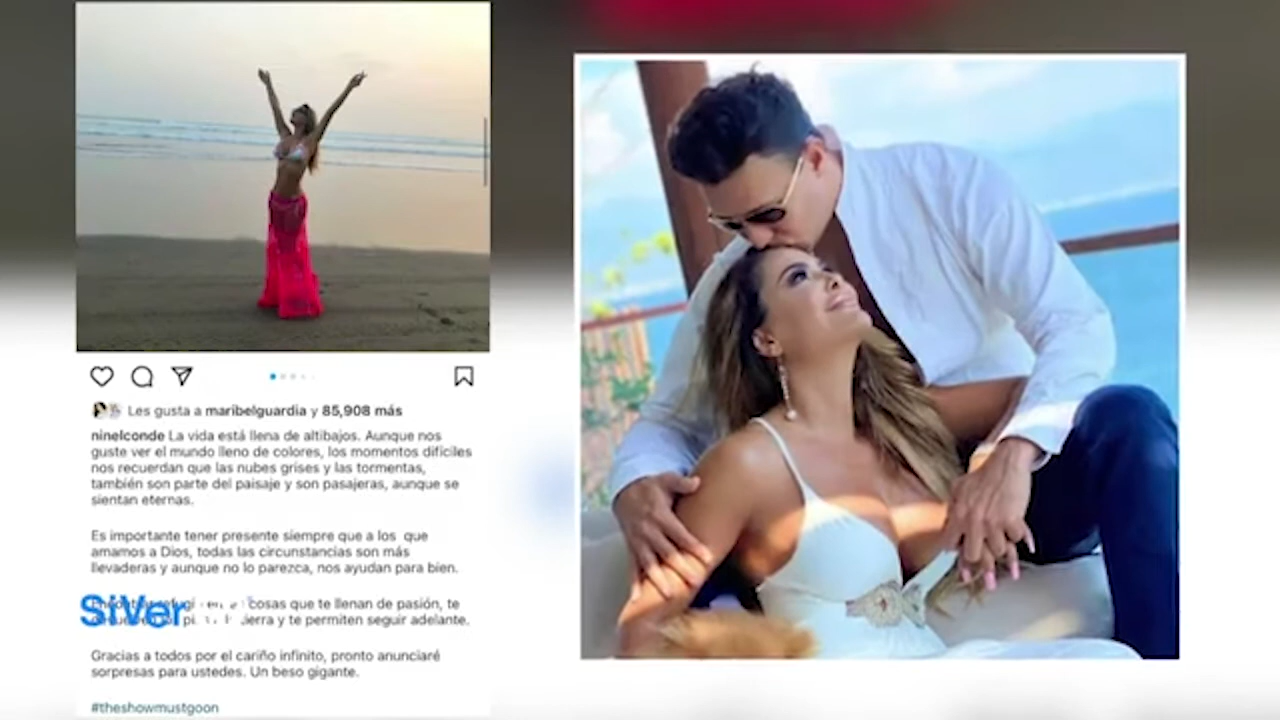 Les gusta a maribelguardia y 85,908 más
ninelconde La vida está llena de altibajos. Aunque nos
guste ver el mundo lleno de colores, los momentos difíciles
nos recuerdan que las nubes grises y las tormentas,
también son parte del paisaje y son pasajeras, aunque se
sientan eternas.
Es importante tener presente siempre que a los que
amamos a Dios, todas las circunstancias son más
llevaderas y aunque no lo parezca, nos ayudan para bien.
cosas que te llenan de pasión, te
SiVer
y te permiten seguir adelante.
Gracias a todos por el cariño infinito, pronto anunciaré
sorpresas para ustedes. Un beso gigante.
#theshowmustgoon